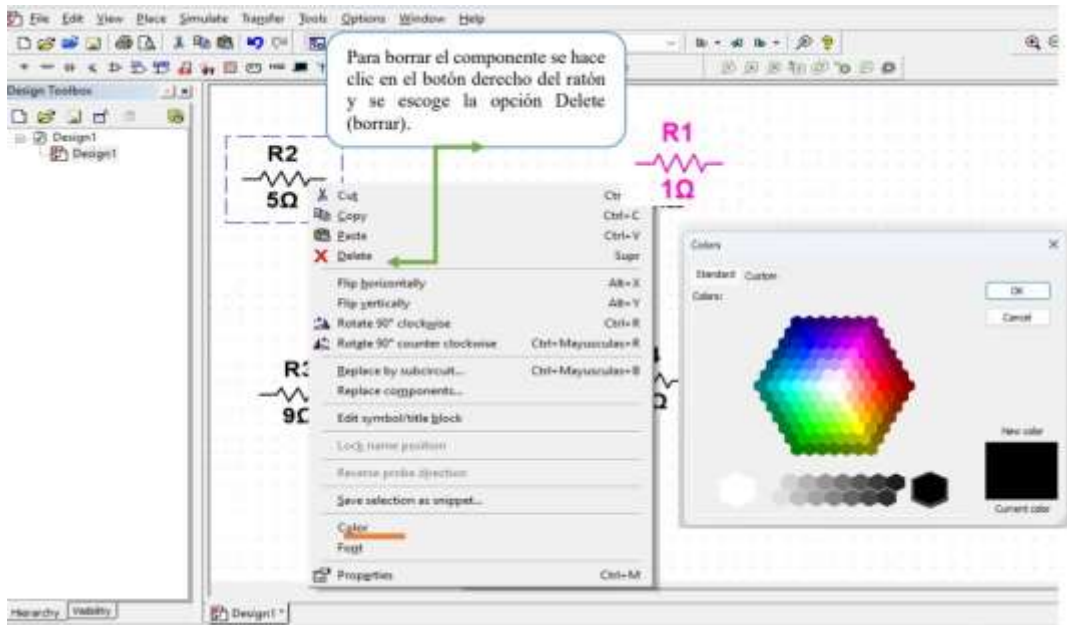 File Edit View Place Simulate Transfer Tools Options Window Help
Para borrar el componente se hace
clic en el botón derecho del ratón
y se escoge la opción Delete
(borrar).
Design Toolbox
Design1
Design1
R2
5Ω
R1
1Ω
Cut Ctr
Copy Ctrl+C
Paste Ctrl+V
Delete Supr
Flip horizontally Alt+X
Flip vertically Alt+Y
Rotate 90° clockwise Ctrl+R
Rotate 90° counter clockwise Ctrl+Mayusculas+R
Replace by subcircuit... Ctrl+Mayusculas+B
Replace components...
Edit symbol/title block
Lock name position
Reverse probe direction
Save selection as snippet...
Color
Font
Properties Ctrl+M
R3
9Ω
Colors
Standard Custom
Colors:
OK
Cancel
New color
Current color
Hierarchy Visibility
Design1 *